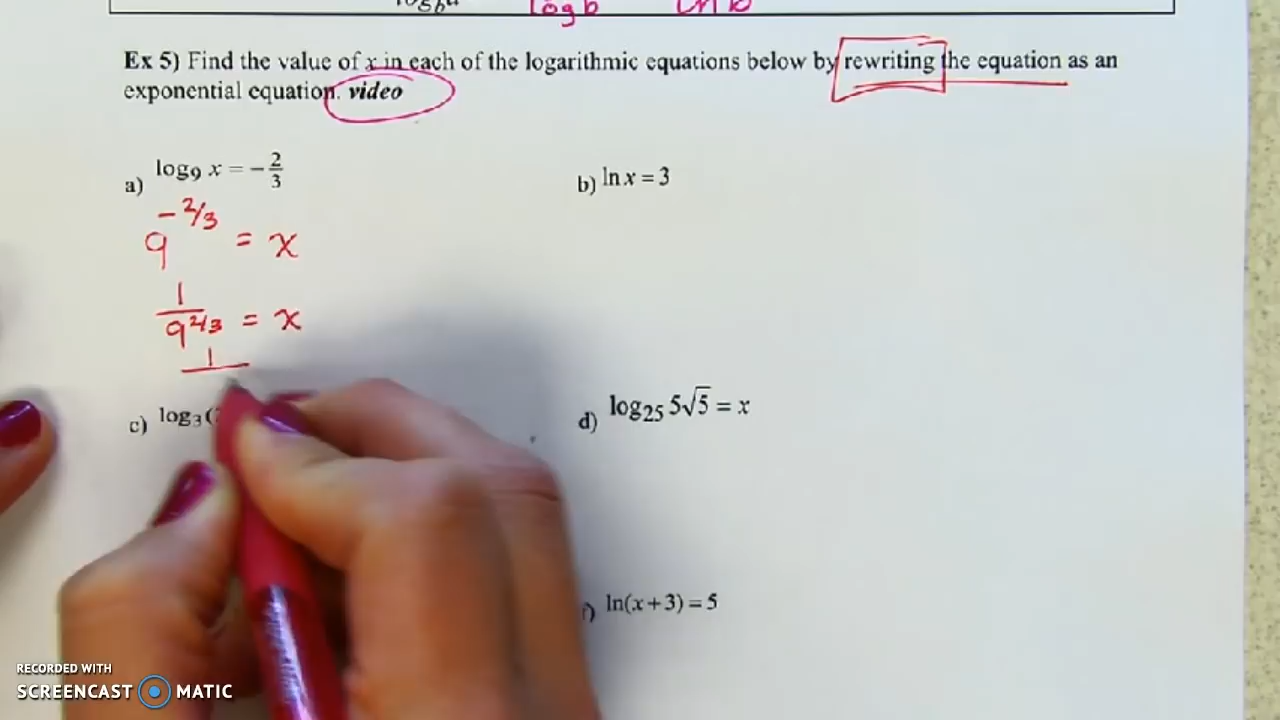 log b ln b
Ex 5) Find the value of x in each of the logarithmic equations below by rewriting the equation as an
exponential equation. video
a) log₉ x = -2/3
b) ln x = 3
9^(-2/3) = x
1/9^(2/3) = x
1
c) log₃(
d) log₂₅ 5√5 = x
f) ln(x+3) = 5
RECORDED WITH
SCREENCAST MATIC